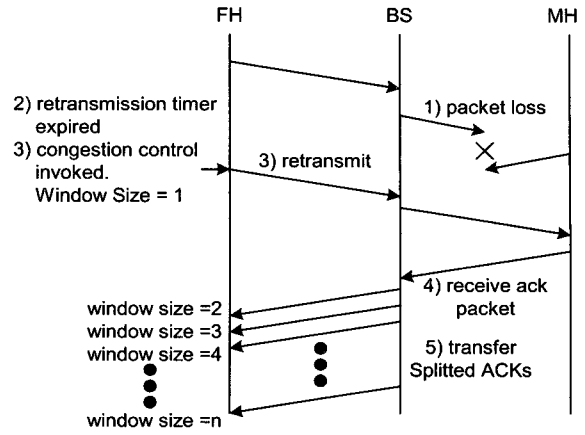 FH BS MH
1) packet loss
2) retransmission timer
expired
3) congestion control
invoked.
Window Size = 1
3) retransmit
4) receive ack
packet
window size =2
window size =3
window size =4
5) transfer
Splitted ACKs
window size=n